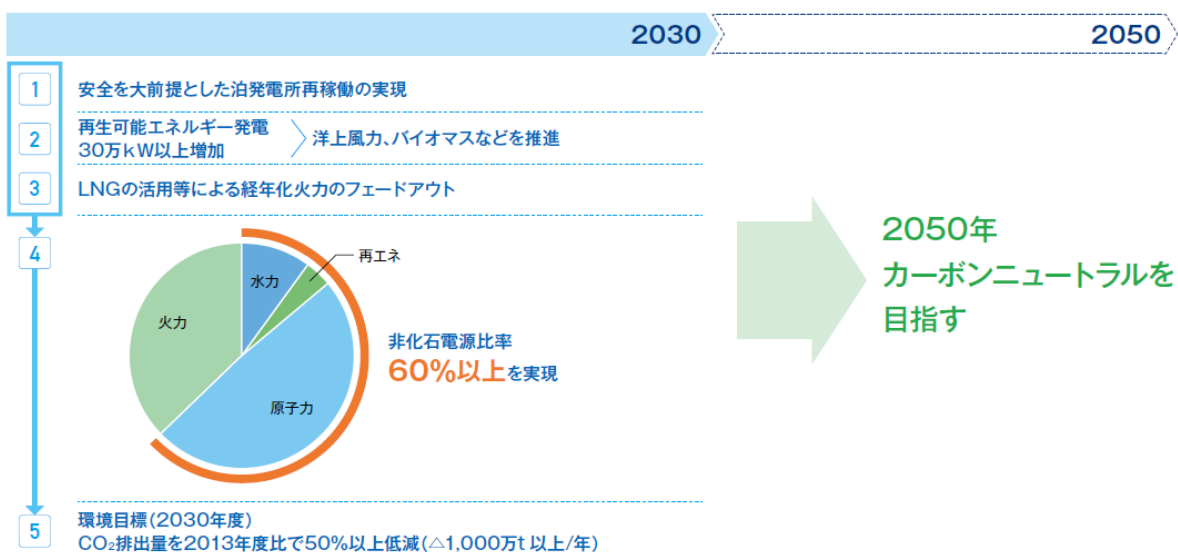 2030
2050
1
安全を大前提とした泊発電所再稼働の実現
2
再生可能エネルギー発電
30万kW以上増加
洋上風力、バイオマスなどを推進
3
LNGの活用等による経年化火力のフェードアウト
4
水力
再エネ
火力
原子力
非化石電源比率
60%以上を実現
2050年
カーボンニュートラルを
目指す
5
環境目標(2030年度)
CO₂排出量を2013年度比で50%以上低減(△1,000万t 以上/年)